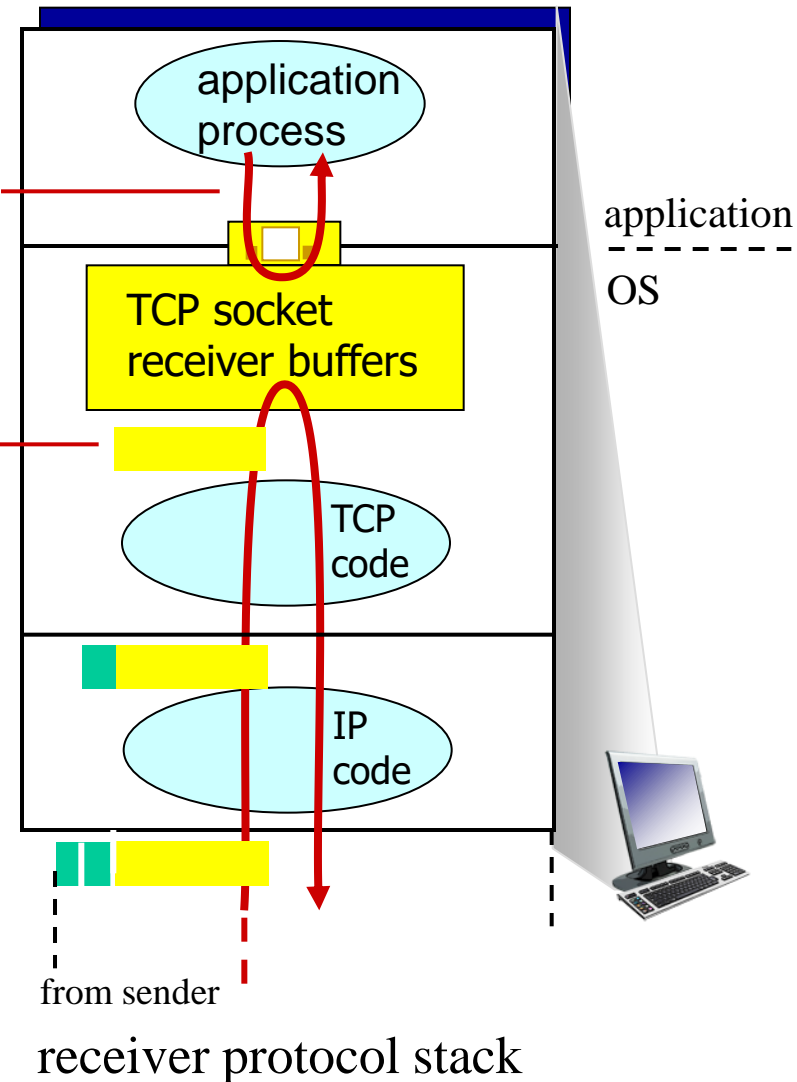 application
process
application
OS
TCP socket
receiver buffers
TCP
code
IP
code
from sender
receiver protocol stack